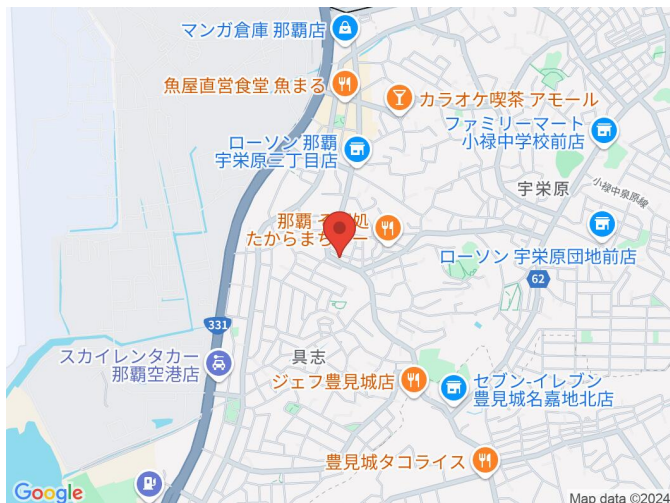 マンガ倉庫 那覇店
魚屋直営食堂 魚まる
カラオケ喫茶 アモール
ファミリーマート
小禄中学校前店
ローソン 那覇
宇栄原三丁目店
宇栄原
小禄中泉原線
那覇
たからまち
ローソン 宇栄原団地前店
62
331
スカイレンタカー
那覇空港店
具志
ジェフ豊見城店
セブン-イレブン
豊見城名嘉地北店
豊見城タコライス
Google
Map data ©2024